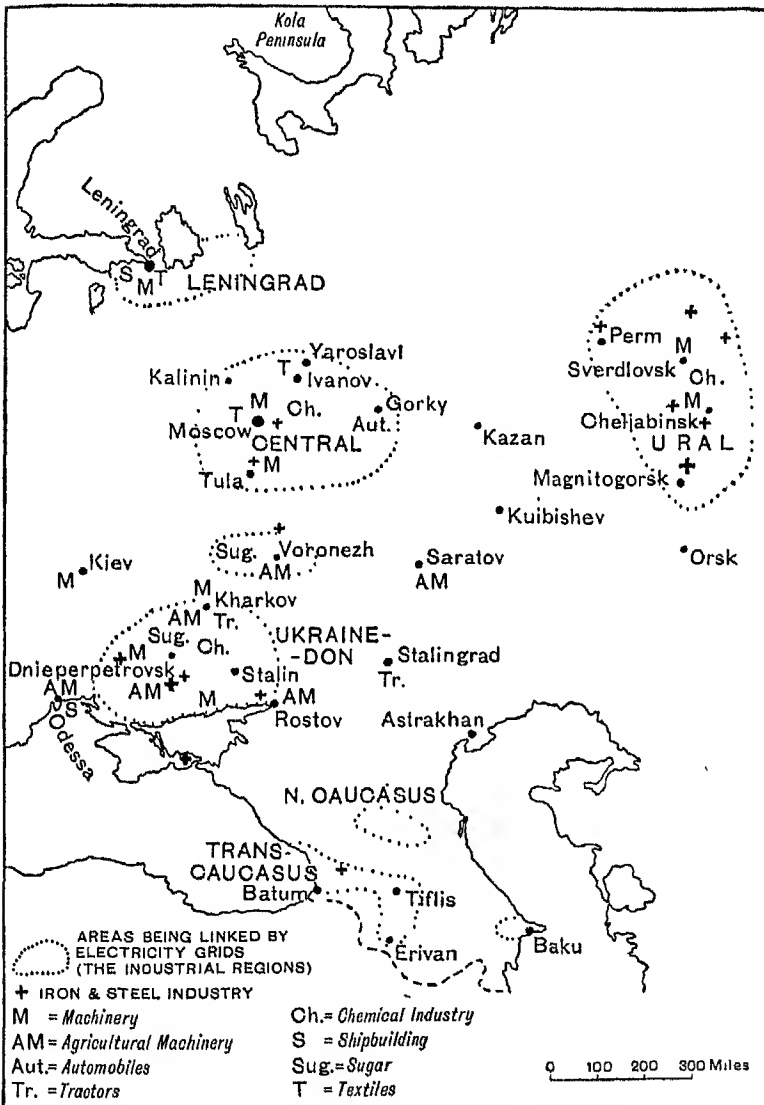 Kola
Peninsula
Leningrad
S M T
LENINGRAD
Yaroslavl
T
Kalinin
Ivanov
M
T
Ch.
Gorky
Aut.
Moscow
CENTRAL
M
Tula
Kazan
Perm
M
Sverdlovsk
Ch.
M
Cheljabinsk
URAL
Magnitogorsk
Kuibishev
Orsk
Sug.
Voronezh
AM
Kiev
M
Saratov
AM
M
Kharkov
AM
Tr.
Sug.
Ch.
M
UKRAINE-
-DON
Dnieperpetrovsk
Stalin
AM
M
AM
Rostov
Stalingrad
Tr.
AM
S
Odessa
Astrakhan
N. CAUCASUS
TRANS-
CAUCASUS
Batum
Tiflis
Erivan
Baku
AREAS BEING LINKED BY
ELECTRICITY GRIDS
(THE INDUSTRIAL REGIONS)
+ IRON & STEEL INDUSTRY
M = Machinery
AM = Agricultural Machinery
Aut. = Automobiles
Tr. = Tractors
Ch. = Chemical Industry
S = Shipbuilding
Sug. = Sugar
T = Textiles
0 100 200 300 Miles